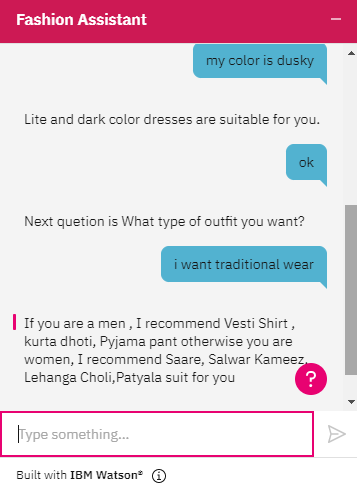 Fashion Assistant
my color is dusky
Lite and dark color dresses are suitable for you.
ok
Next quetion is What type of outfit you want?
i want traditional wear
If you are a men , I recommend Vesti Shirt ,
kurta dhoti, Pyjama pant otherwise you are
women, I recommend Saare, Salwar Kameez,
Lehanga Choli,Patyala suit for you
?
Type something...
Built with IBM Watson®